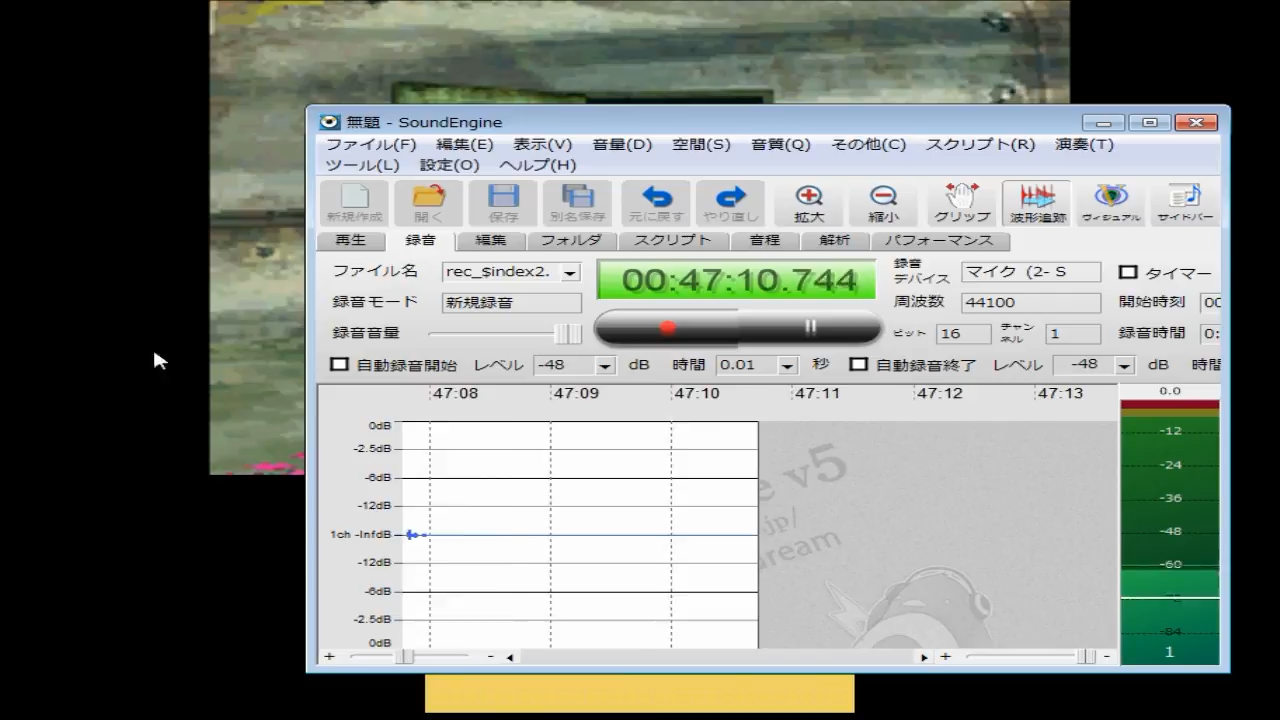 無題 - SoundEngine
ファイル(F) 編集(E) 表示(V) 音量(D) 空間(S) 音質(Q) その他(C) スクリプト(R) 演奏(T)
ツール(L) 設定(O) ヘルプ(H)
新規作成 開く 保存 別名保存 元に戻す やり直し 拡大 縮小 グリップ 波形追跡 ヴィジュアル サイドバー
再生 録音 編集 フォルダ スクリプト 音程 解析 パフォーマンス
ファイル名 rec_$index2. 00:47:10.744 録音デバイス マイク (2- S タイマー
録音モード 新規録音 周波数 44100 開始時刻 00
録音音量 ビット 16 チャンネル 1 録音時間 0:
自動録音開始 レベル -48 dB 時間 0.01 秒 自動録音終了 レベル -48 dB 時間
47:08 47:09 47:10 47:11 47:12 47:13 0.0
0dB
-2.5dB
-6dB
-12dB
1ch -InfdB
-12dB
-6dB
-2.5dB
0dB
e v5
.jp/
dream
-12
-24
-36
-48
-60
-84
1
+ - + -